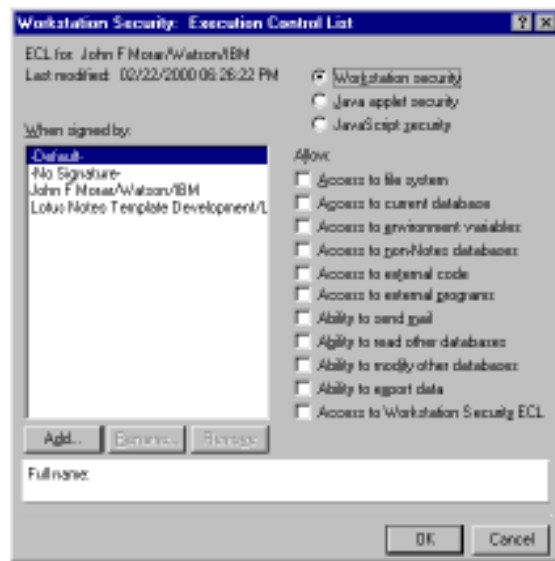 Workstation Security: Execution Control List
ECL for: John F Morar/Watson/IBM
Last modified: 02/22/2000 06:26:22 PM
Workstation security
Java applet security
JavaScript security
When signed by:
-Default-
-No Signature-
John F Morar/Watson/IBM
Lotus Notes Template Development/L
Allow:
Access to file system
Access to current database
Access to environment variables
Access to non-Notes databases
Access to external code
Access to external programs
Ability to send mail
Ability to read other databases
Ability to modify other databases
Ability to export data
Access to Workstation Security ECL
Add... Rename... Remove
Full name:
OK Cancel